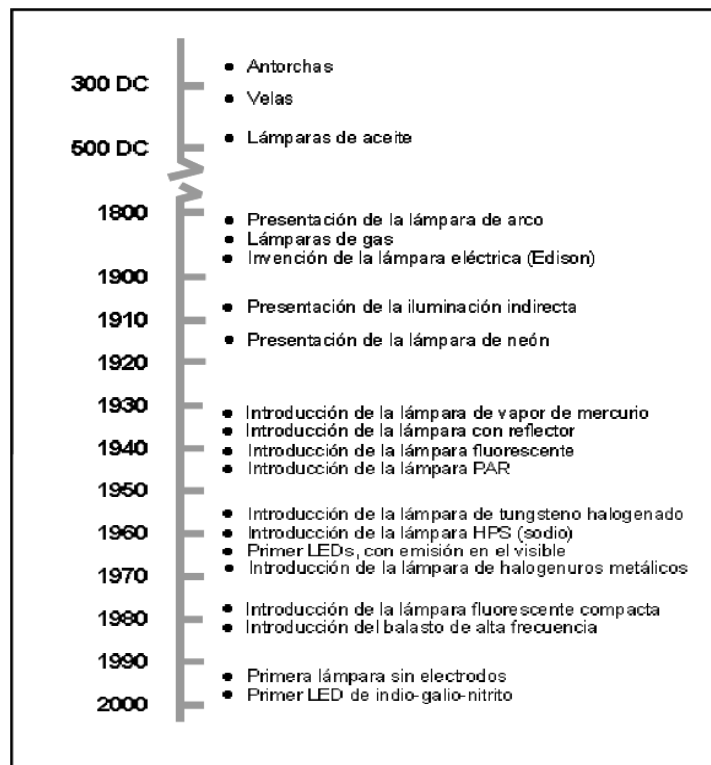 300 DC
• Antorchas
• Velas
500 DC
• Lámparas de aceite
1800
• Presentación de la lámpara de arco
• Lámparas de gas
• Invención de la lámpara eléctrica (Edison)
1900
• Presentación de la iluminación indirecta
1910
• Presentación de la lámpara de neón
1920
1930
• Introducción de la lámpara de vapor de mercurio
• Introducción de la lámpara con reflector
1940
• Introducción de la lámpara fluorescente
• Introducción de la lámpara PAR
1950
• Introducción de la lámpara de tungsteno halogenado
1960
• Introducción de la lámpara HPS (sodio)
• Primer LEDs, con emisión en el visible
1970
• Introducción de la lámpara de halogenuros metálicos
• Introducción de la lámpara fluorescente compacta
1980
• Introducción del balasto de alta frecuencia
1990
• Primera lámpara sin electrodos
• Primer LED de indio-galio-nitrito
2000